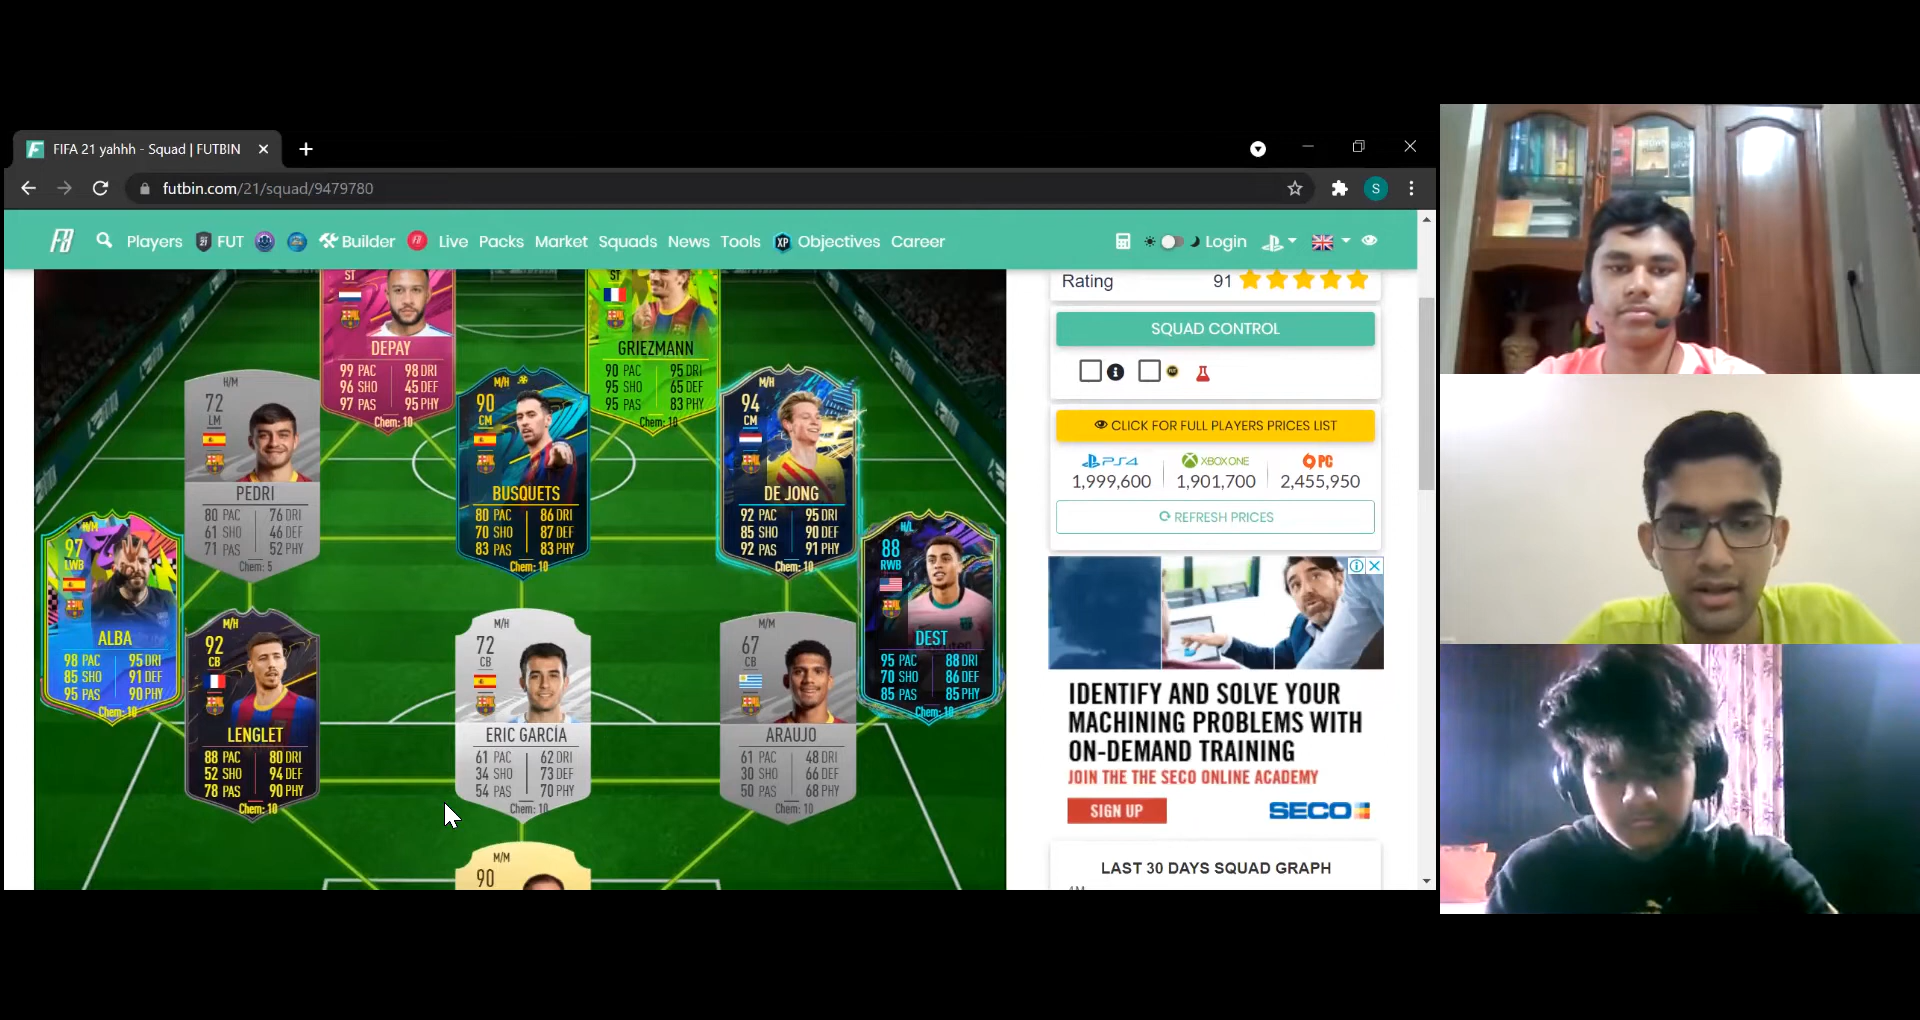 FIFA 21 yahhh - Squad | FUTBIN
futbin.com/21/squad/9479780
S
F8
Players
FUT
Builder
Live
Packs
Market
Squads
News
Tools
XP
Objectives
Career
Login
ST
DEPAY
99 PAC 98 DRI
96 SHO 45 DEF
97 PAS 95 PHY
Chem: 10
ST
GRIEZMANN
90 PAC 95 DRI
95 SHO 65 DEF
95 PAS 83 PHY
Chem: 10
H/M
72
LM
PEDRI
80 PAC 76 DRI
61 SHO 46 DEF
71 PAS 52 PHY
Chem: 5
M/H
90
CM
BUSQUETS
80 PAC 86 DRI
70 SHO 87 DEF
83 PAS 83 PHY
Chem: 10
M/H
94
CM
DE JONG
92 PAC 95 DRI
85 SHO 90 DEF
92 PAS 91 PHY
Chem: 10
H/M
97
LWB
ALBA
98 PAC 95 DRI
85 SHO 91 DEF
95 PAS 90 PHY
Chem: 10
H/L
88
RWB
DEST
95 PAC 88 DRI
70 SHO 86 DEF
85 PAS 85 PHY
Chem: 10
M/H
92
CB
LENGLET
88 PAC 80 DRI
52 SHO 94 DEF
78 PAS 90 PHY
Chem: 10
M/H
72
CB
ERIC GARCÍA
61 PAC 62 DRI
34 SHO 73 DEF
54 PAS 70 PHY
Chem: 10
M/M
67
CB
ARAUJO
61 PAC 48 DRI
30 SHO 66 DEF
50 PAS 68 PHY
Chem: 10
M/M
90
Rating 91
SQUAD CONTROL
CLICK FOR FULL PLAYERS PRICES LIST
PS4 XBOX ONE PC
1,999,600 1,901,700 2,455,950
REFRESH PRICES
IDENTIFY AND SOLVE YOUR
MACHINING PROBLEMS WITH
ON-DEMAND TRAINING
JOIN THE THE SECO ONLINE ACADEMY
SIGN UP
SECO
LAST 30 DAYS SQUAD GRAPH